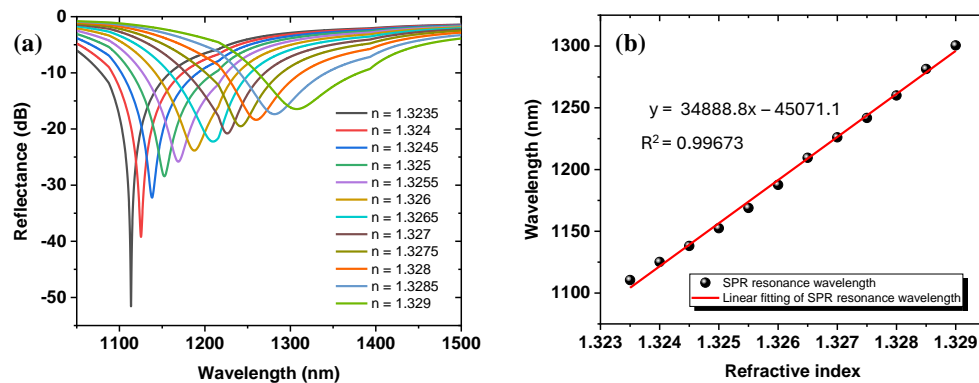 (a)
Reflectance (dB)
0
-10
-20
-30
-40
-50
n = 1.3235
n = 1.324
n = 1.3245
n = 1.325
n = 1.3255
n = 1.326
n = 1.3265
n = 1.327
n = 1.3275
n = 1.328
n = 1.3285
n = 1.329
1100 1200 1300 1400 1500
Wavelength (nm)
(b)
Wavelength (nm)
1300
1250
1200
1150
1100
y = 34888.8x – 45071.1
R² = 0.99673
SPR resonance wavelength
Linear fitting of SPR resonance wavelength
1.323 1.324 1.325 1.326 1.327 1.328 1.329
Refractive index